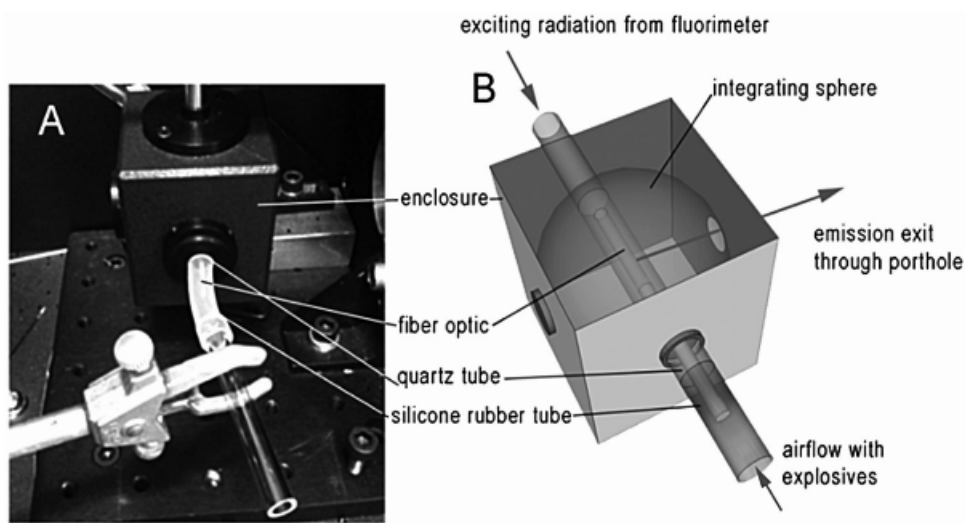 exciting radiation from fluorimeter
A
B
integrating sphere
enclosure
emission exit
through porthole
fiber optic
quartz tube
silicone rubber tube
airflow with
explosives